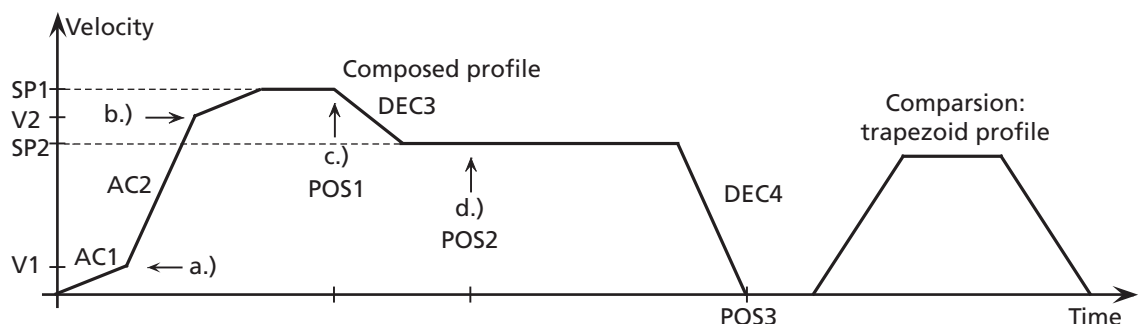 Velocity
SP1
Composed profile
b.)
DEC3
V2
Comparsion:
trapezoid profile
SP2
c.)
AC2
POS1
DEC4
d.)
POS2
AC1
V1
a.)
POS3
Time